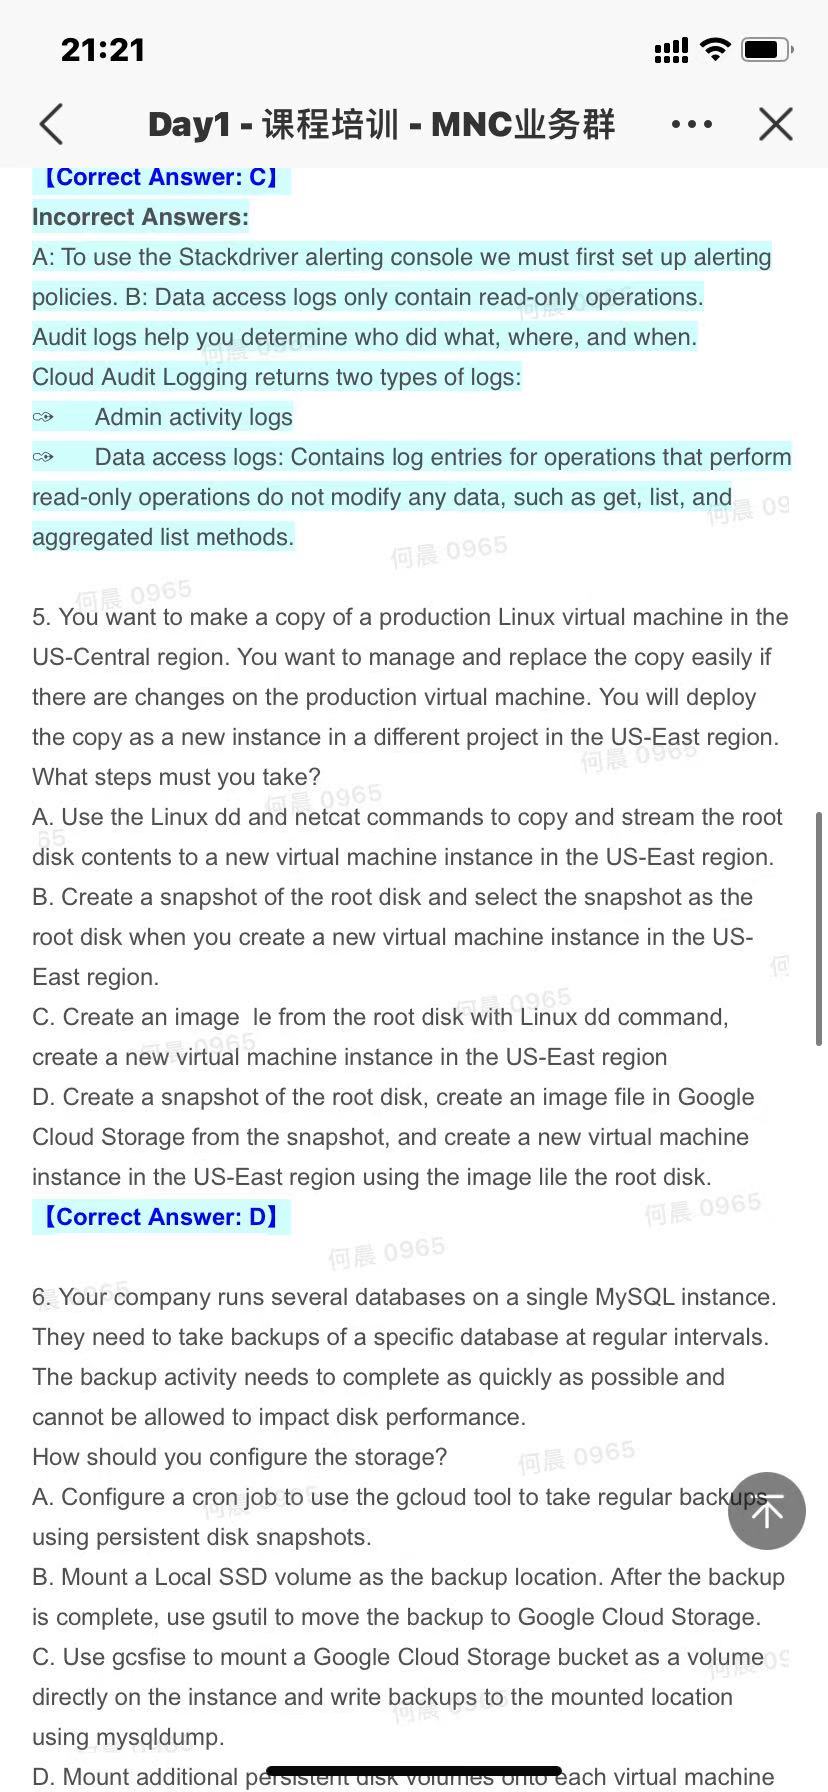 21:21
Day1 - 课程培训 - MNC业务群
【Correct Answer: C】
Incorrect Answers:
A: To use the Stackdriver alerting console we must first set up alerting
policies. B: Data access logs only contain read-only operations.
Audit logs help you determine who did what, where, and when.
Cloud Audit Logging returns two types of logs:
Admin activity logs
Data access logs: Contains log entries for operations that perform
read-only operations do not modify any data, such as get, list, and
aggregated list methods.
何晨 0965
5. You want to make a copy of a production Linux virtual machine in the
US-Central region. You want to manage and replace the copy easily if
there are changes on the production virtual machine. You will deploy
the copy as a new instance in a different project in the US-East region.
What steps must you take?
A. Use the Linux dd and netcat commands to copy and stream the root
disk contents to a new virtual machine instance in the US-East region.
B. Create a snapshot of the root disk and select the snapshot as the
root disk when you create a new virtual machine instance in the US-
East region.
C. Create an image  le from the root disk with Linux dd command,
create a new virtual machine instance in the US-East region
D. Create a snapshot of the root disk, create an image file in Google
Cloud Storage from the snapshot, and create a new virtual machine
instance in the US-East region using the image lile the root disk.
【Correct Answer: D】
何晨 0965
何晨 0965
6. Your company runs several databases on a single MySQL instance.
They need to take backups of a specific database at regular intervals.
The backup activity needs to complete as quickly as possible and
cannot be allowed to impact disk performance.
How should you configure the storage?
何晨 0965
A. Configure a cron job to use the gcloud tool to take regular backups
using persistent disk snapshots.
B. Mount a Local SSD volume as the backup location. After the backup
is complete, use gsutil to move the backup to Google Cloud Storage.
C. Use gcsfise to mount a Google Cloud Storage bucket as a volume
directly on the instance and write backups to the mounted location
using mysqldump.
D. Mount additional persistent disk volumes onto each virtual machine